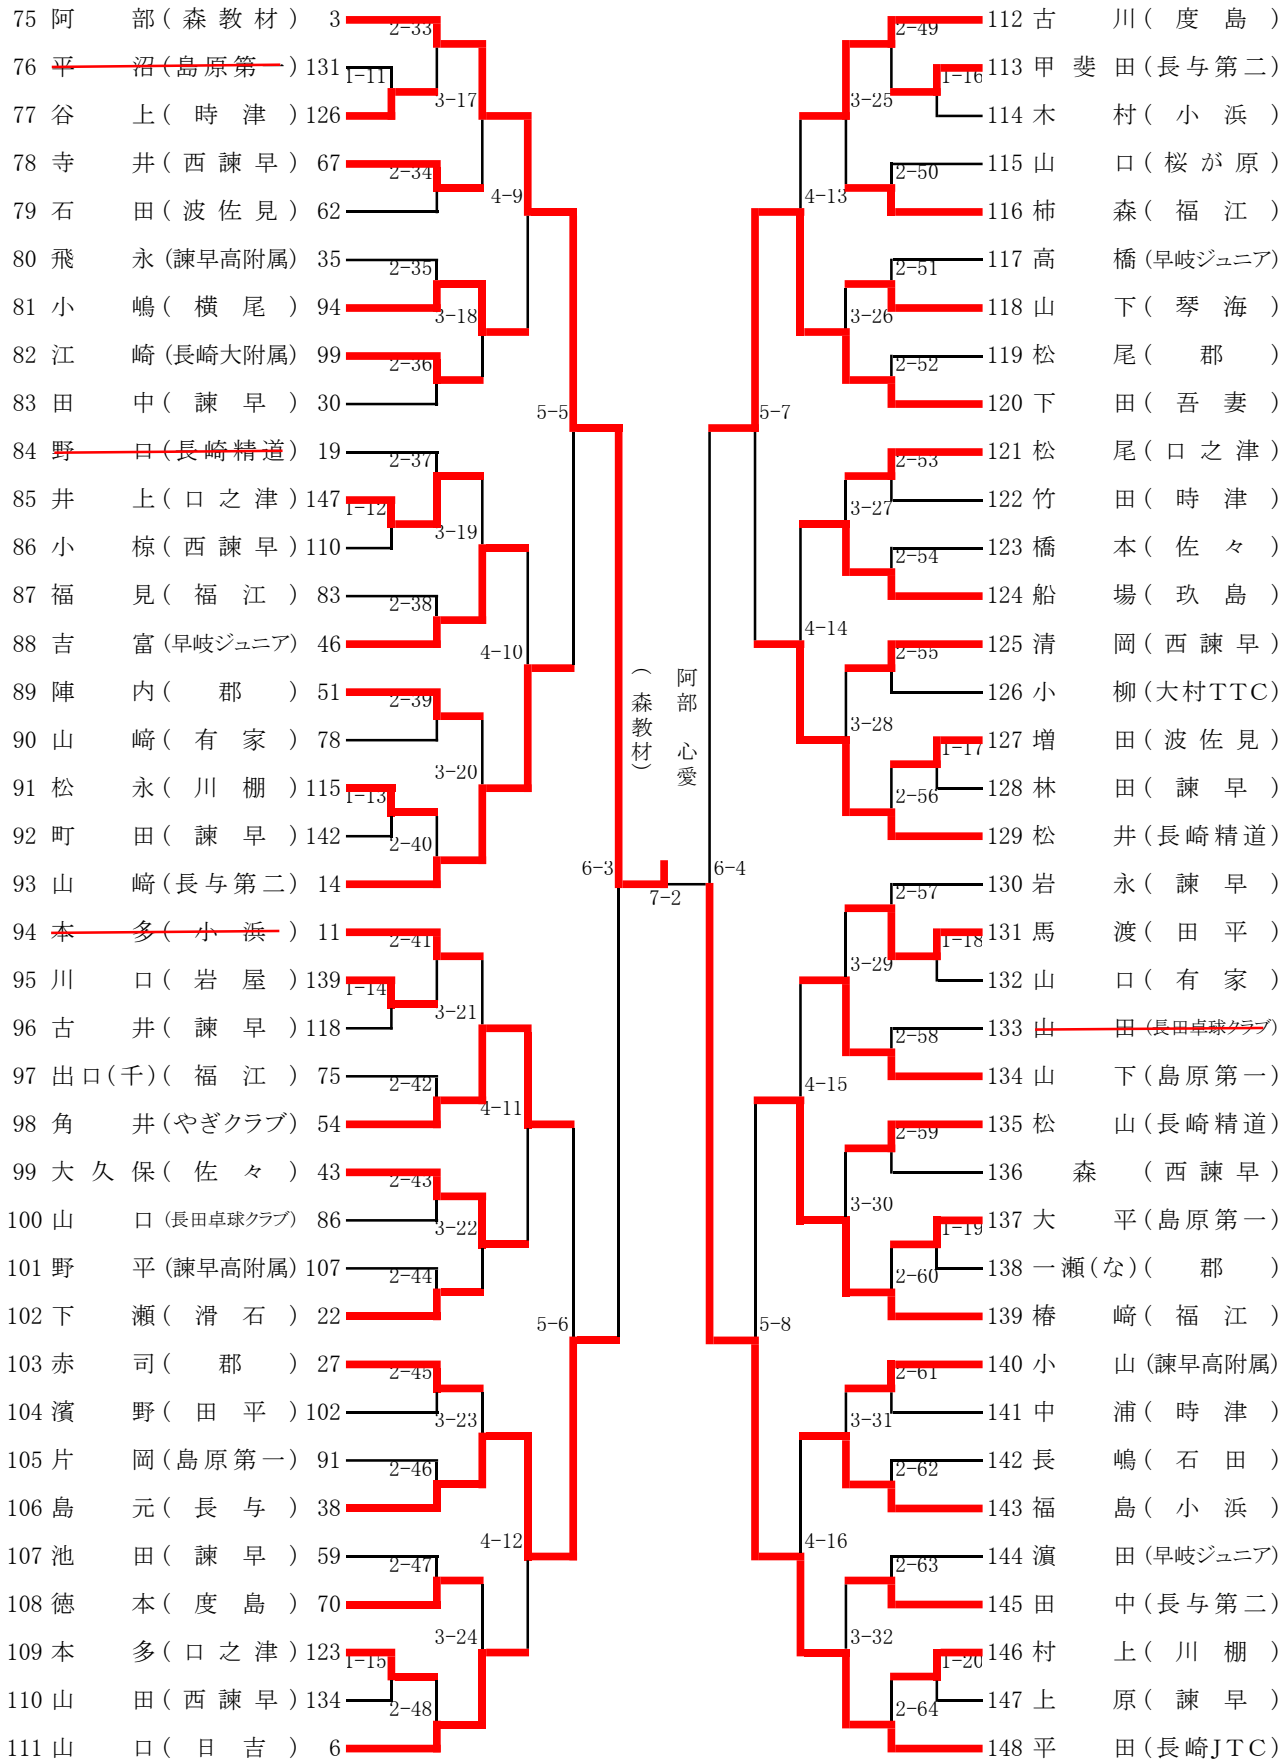 75 阿 部 ( 森 教 材 ) 3
76 平 沼 ( 島 原 第 一 ) 131
77 谷 上 ( 時 津 ) 126
78 寺 井 ( 西 諫 早 ) 67
79 石 田 ( 波 佐 見 ) 62
80 飛 永 (諫早高附属) 35
81 小 嶋 ( 横 尾 ) 94
82 江 崎 (長崎大附属) 99
83 田 中 ( 諫 早 ) 30
84 野 口 ( 長 崎 精 道 ) 19
85 井 上 ( 口 之 津 ) 147
86 小 椋 ( 西 諫 早 ) 110
87 福 見 ( 福 江 ) 83
88 吉 富 (早岐ジュニア) 46
89 陣 内 ( 郡 ) 51
90 山 﨑 ( 有 家 ) 78
91 松 永 ( 川 棚 ) 115
92 町 田 ( 諫 早 ) 142
93 山 﨑 ( 長 与 第 二 ) 14
94 本 多 ( 小 浜 ) 11
95 川 口 ( 岩 屋 ) 139
96 古 井 ( 諫 早 ) 118
97 出口(千) ( 福 江 ) 75
98 角 井 (やぎクラブ) 54
99 大 久 保 ( 佐 々 ) 43
100 山 口 (長田卓球クラブ) 86
101 野 平 (諫早高附属) 107
102 下 瀬 ( 滑 石 ) 22
103 赤 司 ( 郡 ) 27
104 濱 野 ( 田 平 ) 102
105 片 岡 ( 島 原 第 一 ) 91
106 島 元 ( 長 与 ) 38
107 池 田 ( 諫 早 ) 59
108 徳 本 ( 度 島 ) 70
109 本 多 ( 口 之 津 ) 123
110 山 田 ( 西 諫 早 ) 134
111 山 口 ( 日 吉 ) 6
1-11
1-12
1-13
1-14
1-15
2-33
2-34
2-35
2-36
2-37
2-38
2-39
2-40
2-41
2-42
2-43
2-44
2-45
2-46
2-47
2-48
3-17
3-18
3-19
3-20
3-21
3-22
3-23
3-24
4-9
4-10
4-11
4-12
5-5
5-6
6-3
7-2
阿部 心愛
(森教材)
6-4
5-7
5-8
4-13
4-14
4-15
4-16
3-25
3-26
3-27
3-28
3-29
3-30
3-31
3-32
2-49
2-50
2-51
2-52
2-53
2-54
2-55
2-56
2-57
2-58
2-59
2-60
2-61
2-62
2-63
2-64
1-16
1-17
1-18
1-19
1-20
112 古 川 ( 度 島 )
113 甲 斐 田 ( 長 与 第 二 )
114 木 村 ( 小 浜 )
115 山 口 ( 桜 が 原 )
116 柿 森 ( 福 江 )
117 高 橋 (早岐ジュニア)
118 山 下 ( 琴 海 )
119 松 尾 ( 郡 )
120 下 田 ( 吾 妻 )
121 松 尾 ( 口 之 津 )
122 竹 田 ( 時 津 )
123 橋 本 ( 佐 々 )
124 船 場 ( 玖 島 )
125 清 岡 ( 西 諫 早 )
126 小 柳 (大村TTC)
127 増 田 ( 波 佐 見 )
128 林 田 ( 諫 早 )
129 松 井 ( 長 崎 精 道 )
130 岩 永 ( 諫 早 )
131 馬 渡 ( 田 平 )
132 山 口 ( 有 家 )
133 山 田 (長田卓球クラブ)
134 山 下 ( 島 原 第 一 )
135 松 山 ( 長 崎 精 道 )
136 森 ( 西 諫 早 )
137 大 平 ( 島 原 第 一 )
138 一瀬(な) ( 郡 )
139 椿 﨑 ( 福 江 )
140 小 山 (諫早高附属)
141 中 浦 ( 時 津 )
142 長 嶋 ( 石 田 )
143 福 島 ( 小 浜 )
144 濵 田 (早岐ジュニア)
145 田 中 ( 長 与 第 二 )
146 村 上 ( 川 棚 )
147 上 原 ( 諫 早 )
148 平 田 (長崎JTC)